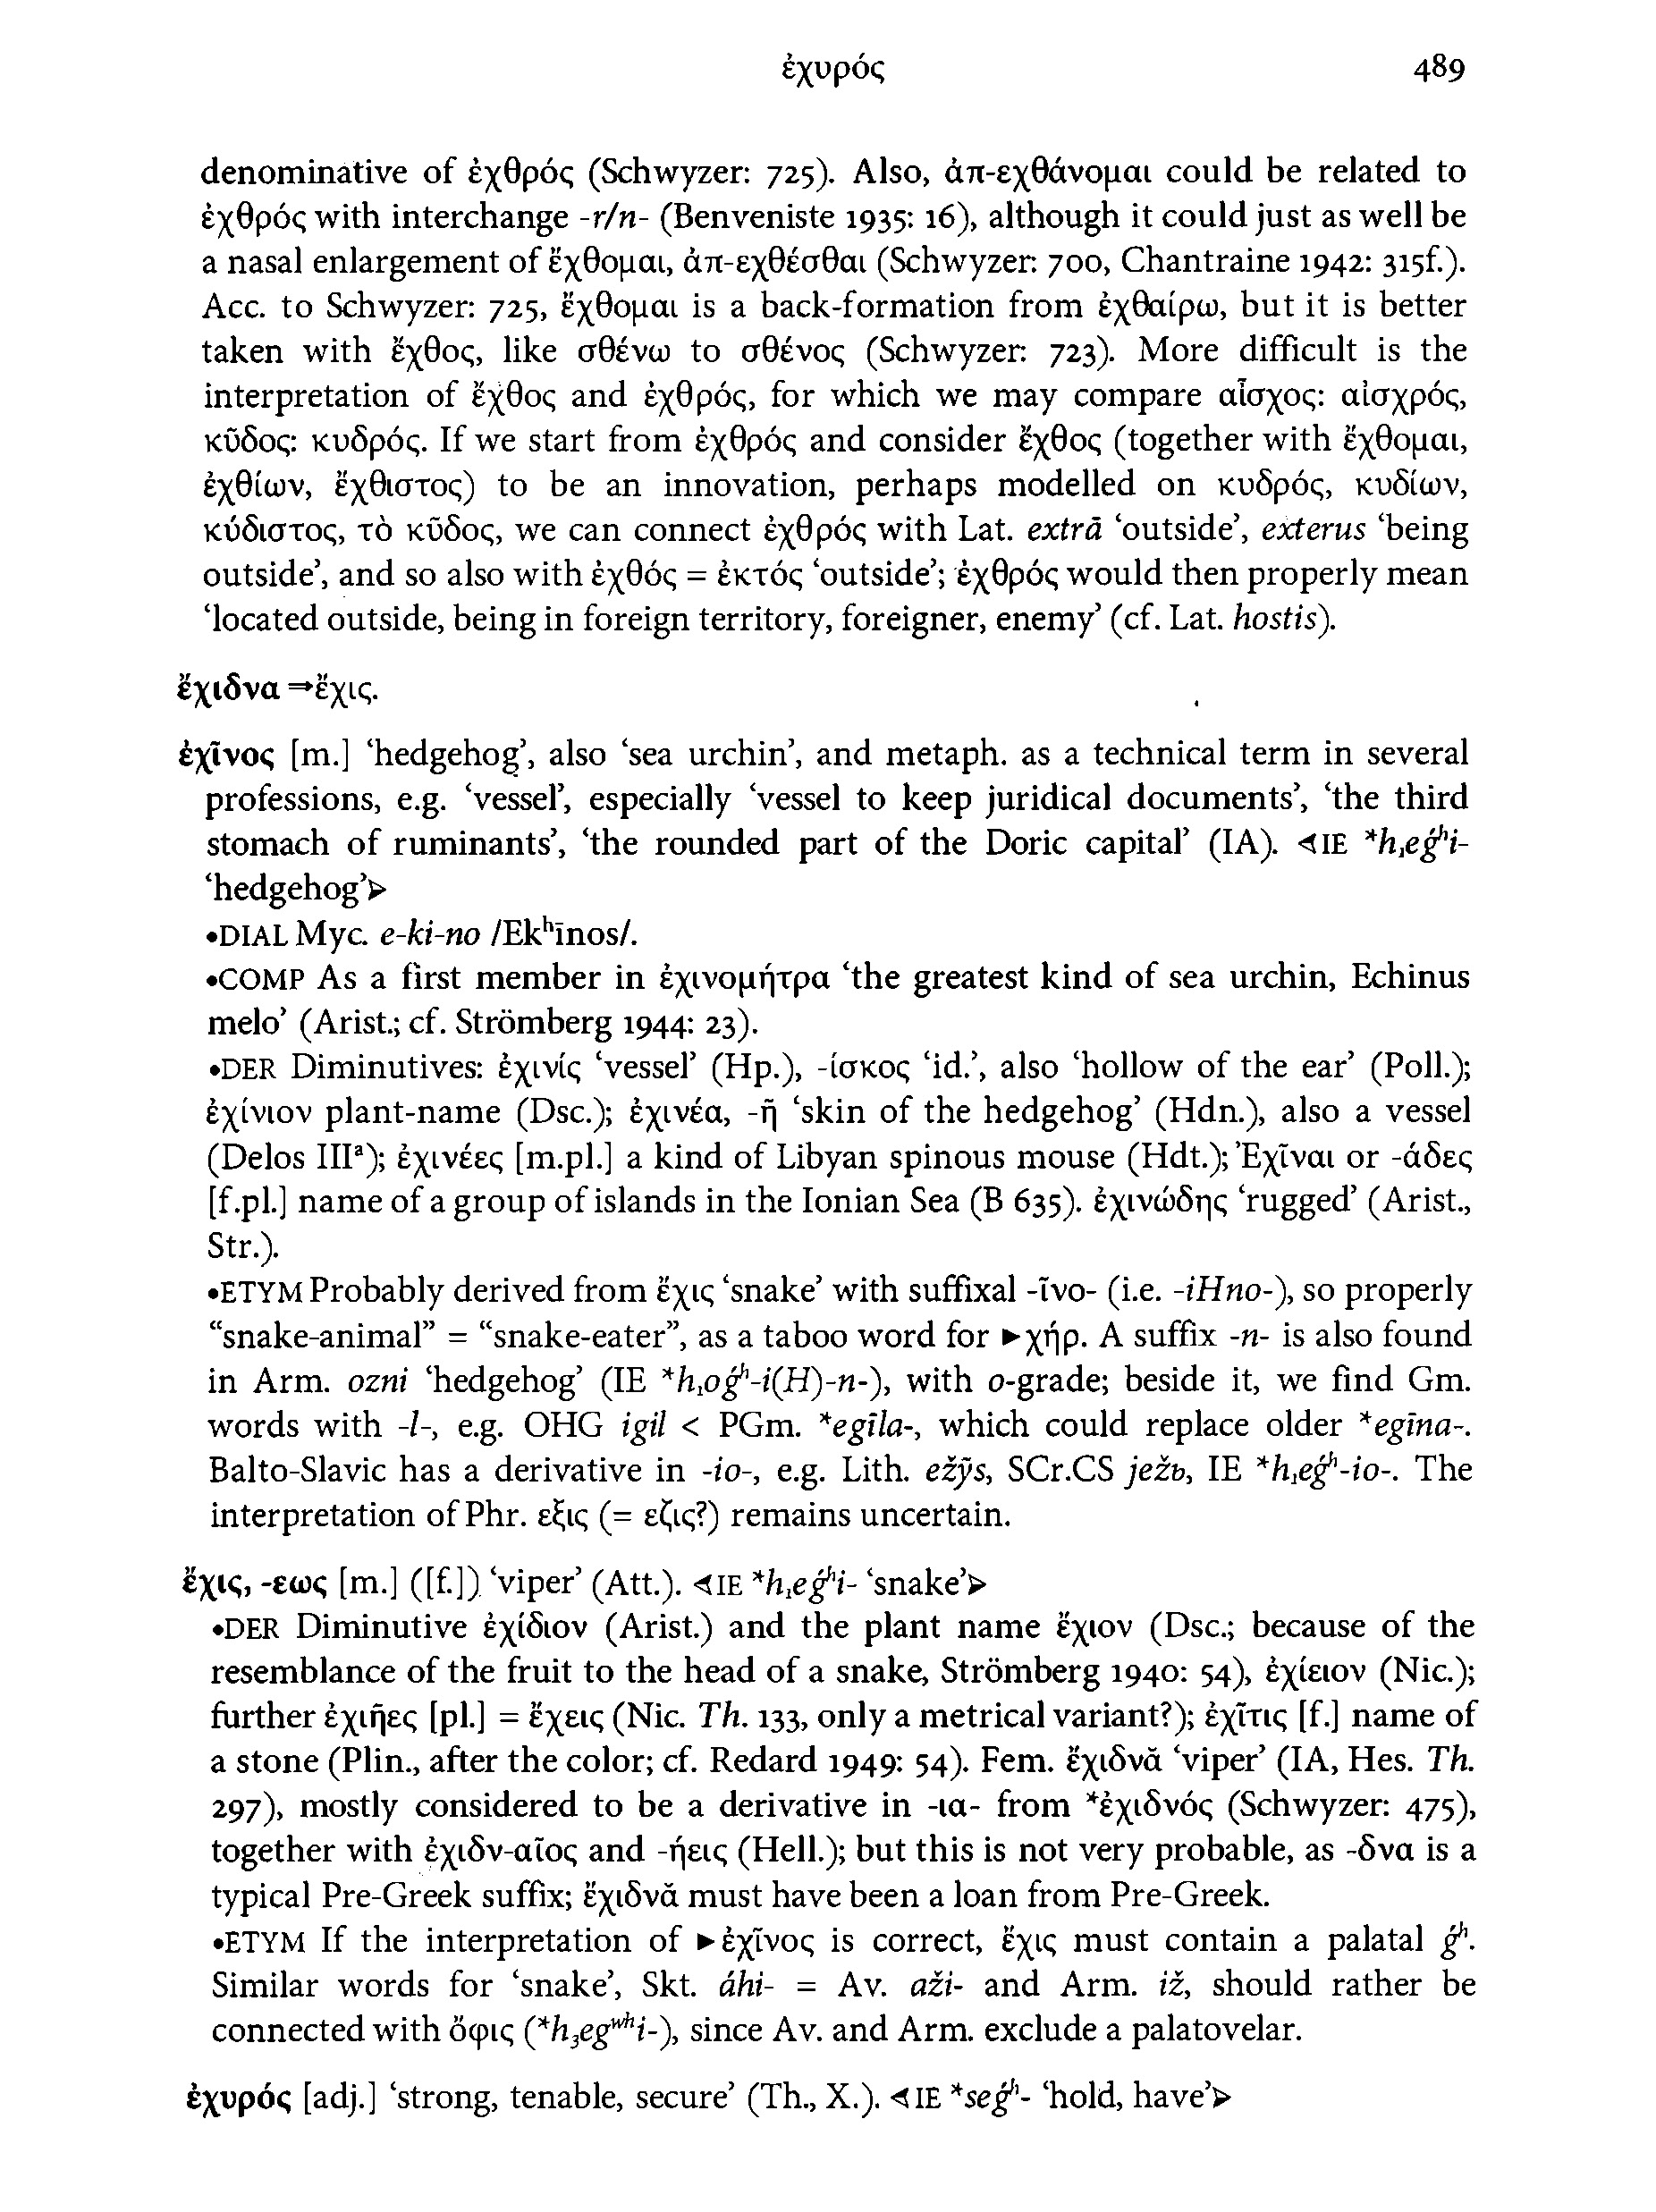 ἐχυρός 489
denominative of ἐχθρός (Schwyzer: 725). Also, ἀπ-εχθάνομαι could be related to
ἐχθρός with interchange -r/n- (Benveniste 1935: 16), although it could just as well be
a nasal enlargement of ἔχθομαι, ἀπ-εχθέσθαι (Schwyzer: 700, Chantraine 1942: 315f.).
Acc. to Schwyzer: 725, ἔχθομαι is a back-formation from ἐχθαίρω, but it is better
taken with ἔχθος, like σθένω to σθένος (Schwyzer: 723). More difficult is the
interpretation of ἔχθος and ἐχθρός, for which we may compare αἶσχος: αἰσχρός,
κῦδος: κυδρός. If we start from ἐχθρός and consider ἔχθος (together with ἔχθομαι,
ἐχθίων, ἔχθιστος) to be an innovation, perhaps modelled on κυδρός, κυδίων,
κύδιστος, τὸ κῦδος, we can connect ἐχθρός with Lat. extrā ‘outside’, exterus ‘being
outside’, and so also with ἐχθός = ἐκτός ‘outside’; ἐχθρός would then properly mean
‘located outside, being in foreign territory, foreigner, enemy’ (cf. Lat. hostis).
ἔχιδνα ⇒ἔχις.
ἐχῖνος [m.] ‘hedgehog’, also ‘sea urchin’, and metaph. as a technical term in several
professions, e.g. ‘vessel’, especially ‘vessel to keep juridical documents’, ‘the third
stomach of ruminants’, ‘the rounded part of the Doric capital’ (IA). ⋖IE *h₁eǵʰi-
‘hedgehog’⋗
•DIAL Myc. e-ki-no /Ekʰīnos/.
•COMP As a first member in ἐχινομήτρα ‘the greatest kind of sea urchin, Echinus
melo’ (Arist.; cf. Strömberg 1944: 23).
•DER Diminutives: ἐχινίς ‘vessel’ (Hp.), -ίσκος ‘id.’, also ‘hollow of the ear’ (Poll.);
ἐχίνιον plant-name (Dsc.); ἐχινέα, -ῆ ‘skin of the hedgehog’ (Hdn.), also a vessel
(Delos IIIᵃ); ἐχινέες [m.pl.] a kind of Libyan spinous mouse (Hdt.); Ἐχῖναι or -άδες
[f.pl.] name of a group of islands in the Ionian Sea (B 635). ἐχινώδης ‘rugged’ (Arist.,
Str.).
•ETYM Probably derived from ἔχις ‘snake’ with suffixal -ῑνο- (i.e. -iHno-), so properly
“snake-animal” = “snake-eater”, as a taboo word for ►χήρ. A suffix -n- is also found
in Arm. ozni ‘hedgehog’ (IE *h₁oǵʰ-i(H)-n-), with o-grade; beside it, we find Gm.
words with -l-, e.g. OHG igil < PGm. *egīla-, which could replace older *egīna-.
Balto-Slavic has a derivative in -io-, e.g. Lith. ežỹs, SCr.CS ježь, IE *h₁eǵʰ-io-. The
interpretation of Phr. εξις (= εζις?) remains uncertain.
ἔχις, -εως [m.] ([f.]) ‘viper’ (Att.). ⋖IE *h₁eǵʰi- ‘snake’⋗
•DER Diminutive ἐχίδιον (Arist.) and the plant name ἔχιον (Dsc.; because of the
resemblance of the fruit to the head of a snake, Strömberg 1940: 54), ἐχίειον (Nic.);
further ἐχιῆες [pl.] = ἔχεις (Nic. Th. 133, only a metrical variant?); ἐχῖτις [f.] name of
a stone (Plin., after the color; cf. Redard 1949: 54). Fem. ἔχιδνᾰ ‘viper’ (IA, Hes. Th.
297), mostly considered to be a derivative in -ια- from *ἐχιδνός (Schwyzer: 475),
together with ἐχιδν-αῖος and -ήεις (Hell.); but this is not very probable, as -δνα is a
typical Pre-Greek suffix; ἔχιδνᾰ must have been a loan from Pre-Greek.
•ETYM If the interpretation of ►ἐχῖνος is correct, ἔχις must contain a palatal ǵʰ.
Similar words for ‘snake’, Skt. áhi- = Av. aži- and Arm. iž, should rather be
connected with ὄφις (*h₃egʷʰi-), since Av. and Arm. exclude a palatovelar.
ἐχυρός [adj.] ‘strong, tenable, secure’ (Th., X.). ⋖IE *seǵʰ- ‘hold, have’⋗